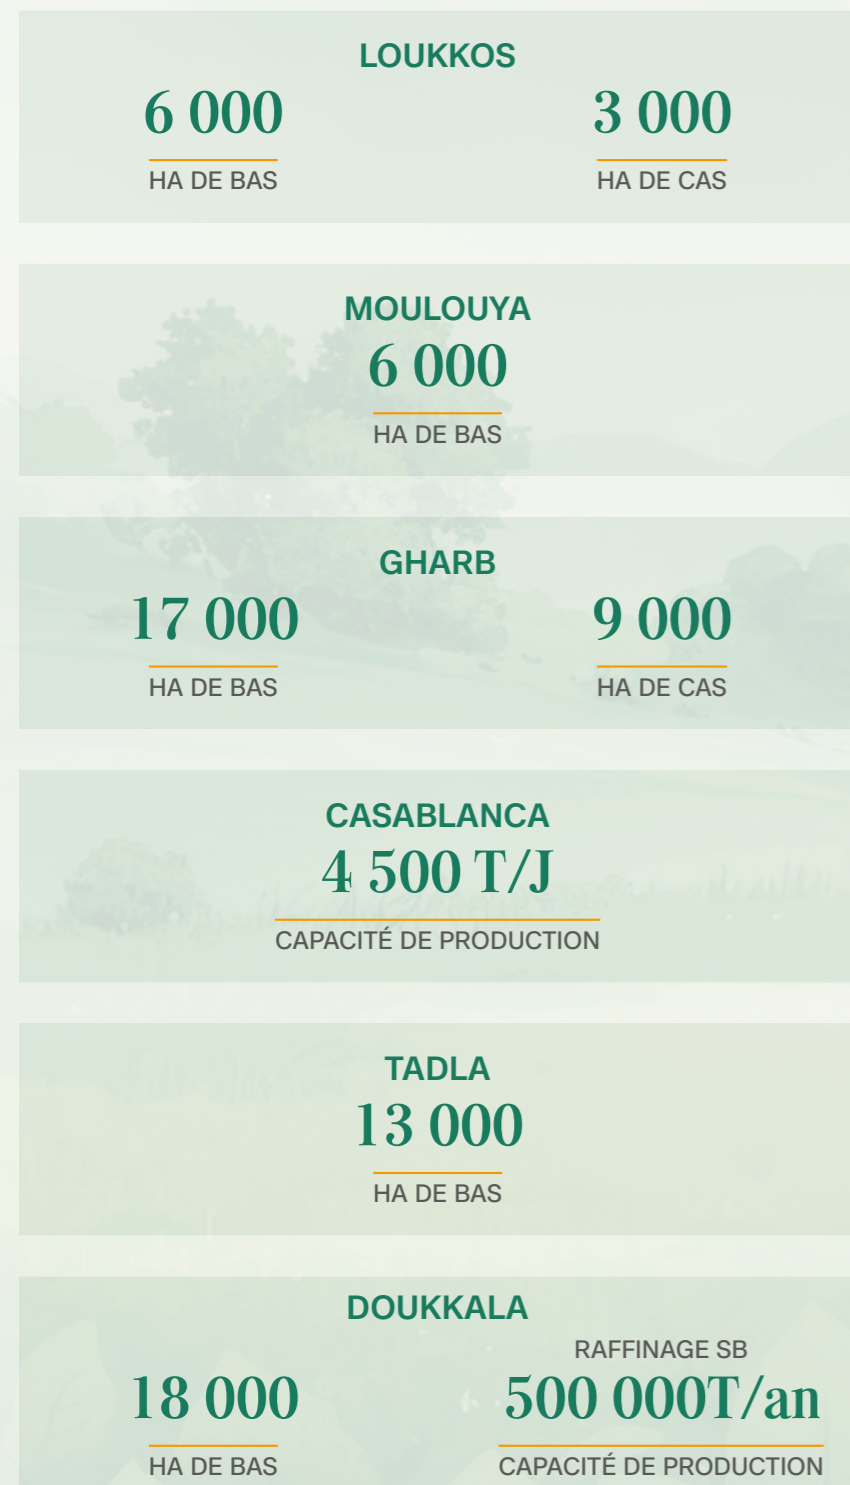 LOUKKOS
6 000 3 000
HA DE BAS HA DE CAS
MOULOUYA
6 000
HA DE BAS
GHARB
17 000 9 000
HA DE BAS HA DE CAS
CASABLANCA
4 500 T/J
CAPACITÉ DE PRODUCTION
TADLA
13 000
HA DE BAS
DOUKKALA
RAFFINAGE SB
18 000 500 000T/an
HA DE BAS CAPACITÉ DE PRODUCTION